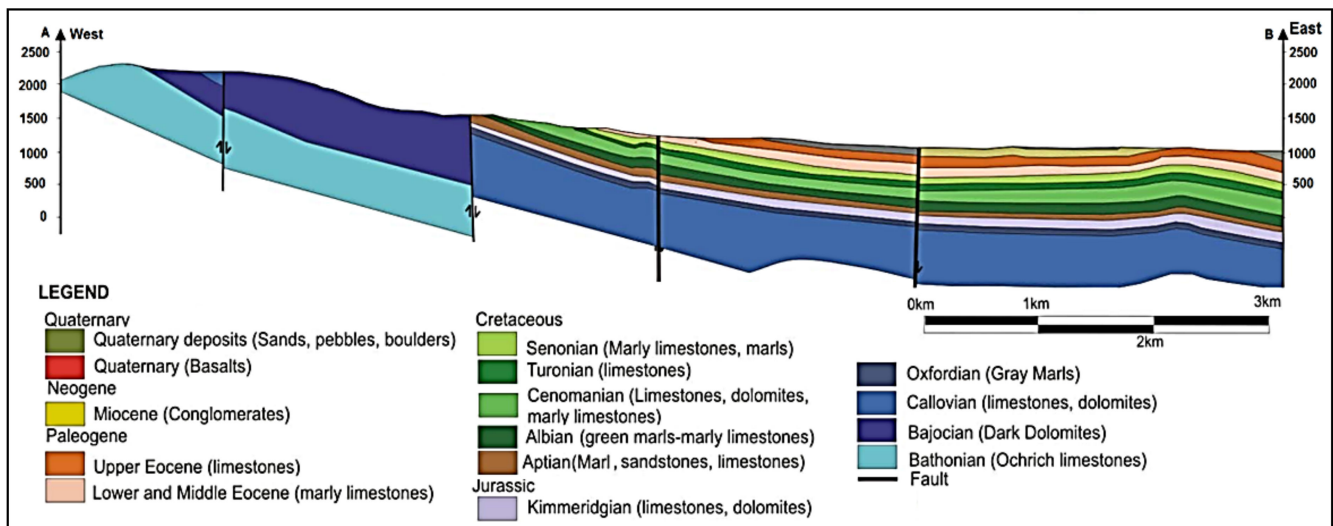 A West
B East
2500
2000
1500
1000
500
0
2500
2000
1500
1000
500
0km 1km 3km
2km
LEGEND
Quaternary
Quaternary deposits (Sands, pebbles, boulders)
Quaternary (Basalts)
Neogene
Miocene (Conglomerates)
Paleogene
Upper Eocene (limestones)
Lower and Middle Eocene (marly limestones)
Cretaceous
Senonian (Marly limestones, marls)
Turonian (limestones)
Cenomanian (Limestones, dolomites,
marly limestones)
Albian (green marls-marly limestones)
Aptian(Marl , sandstones, limestones)
Jurassic
Kimmeridgian (limestones, dolomites)
Oxfordian (Gray Marls)
Callovian (limestones, dolomites)
Bajocian (Dark Dolomites)
Bathonian (Ochrich limestones)
Fault